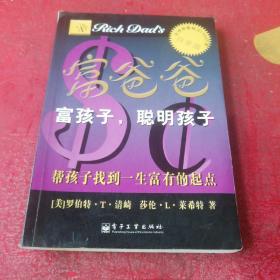 Rich Dad's
富爸爸
富孩子，聪明孩子
帮孩子找到一生富有的起点
[美]罗伯特·T·清崎 莎伦·L·莱希特 著
电子工业出版社